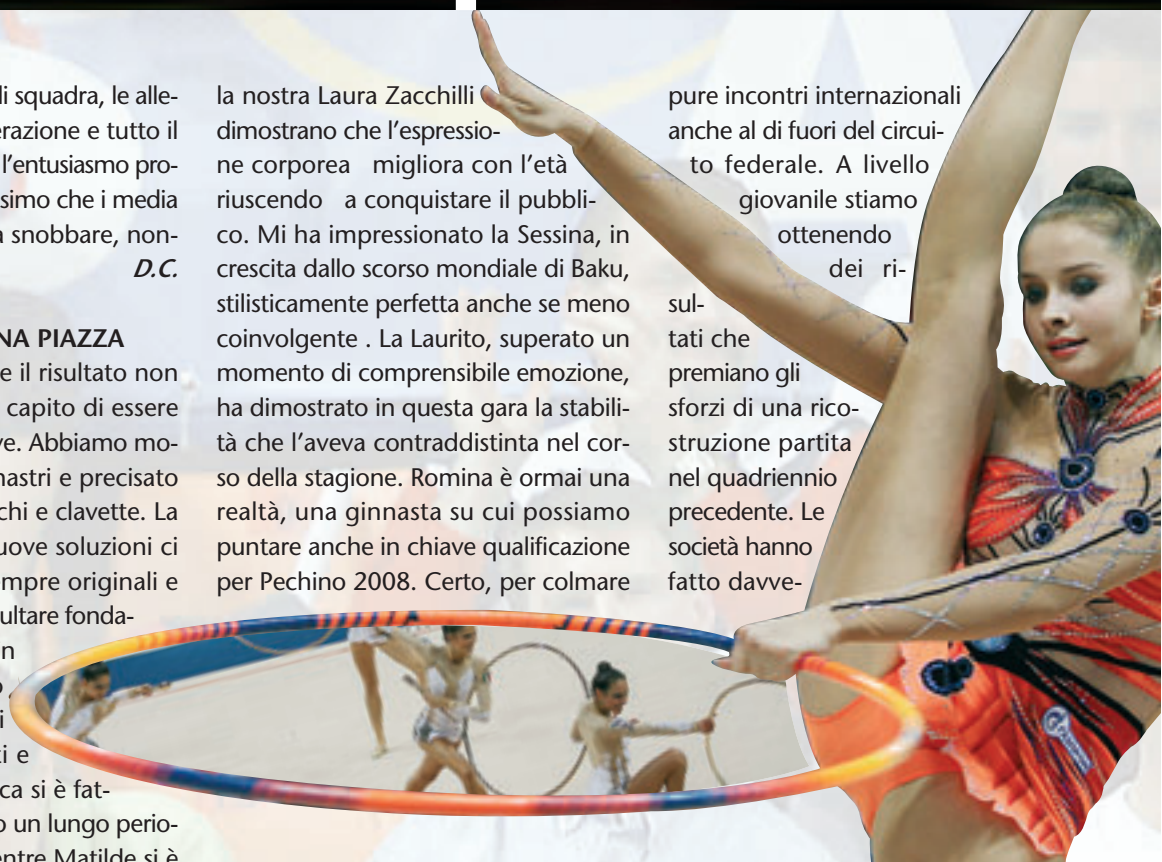 li squadra, le alle-
erazione e tutto il
l'entusiasmo pro-
simo che i media
a snobbare, non-
D.C.
NA PIAZZA
e il risultato non
capito di essere
ve. Abbiamo mo-
nastri e precisato
chi e clavette. La
uove soluzioni ci
mpre originali e
ultare fonda-
n
o
i
i e
ca si è fat-
o un lungo perio-
entre Matilde si è
la nostra Laura Zacchilli
dimostrano che l'espressio-
ne corporea migliora con l'età
riuscendo a conquistare il pubbli-
co. Mi ha impressionato la Sessina, in
crescita dallo scorso mondiale di Baku,
stilisticamente perfetta anche se meno
coinvolgente . La Laurito, superato un
momento di comprensibile emozione,
ha dimostrato in questa gara la stabili-
tà che l'aveva contraddistinta nel cor-
so della stagione. Romina è ormai una
realtà, una ginnasta su cui possiamo
puntare anche in chiave qualificazione
per Pechino 2008. Certo, per colmare
pure incontri internazionali
anche al di fuori del circui-
to federale. A livello
giovanile stiamo
ottenendo
dei ri-
sul-
tati che
premiano gli
sforzi di una rico-
struzione partita
nel quadriennio
precedente. Le
società hanno
fatto davve-